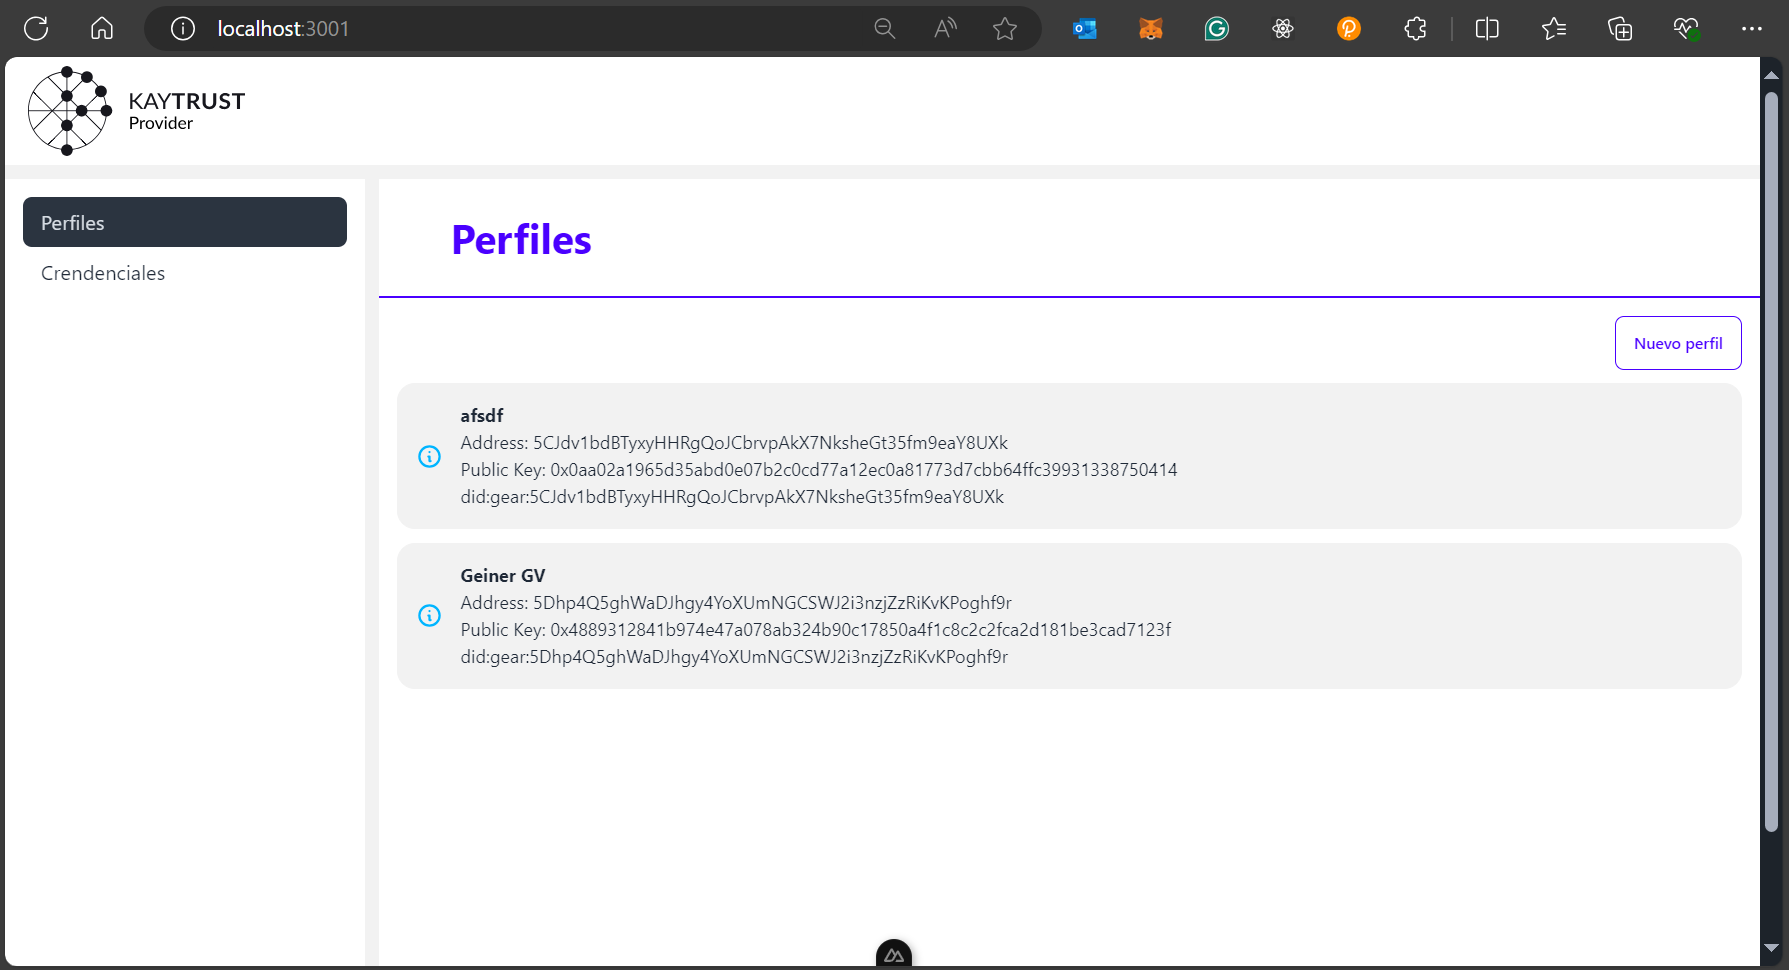 localhost:3001
KAYTRUST
Provider
Perfiles
Crendenciales
Perfiles
Nuevo perfil
afsdf
Address: 5CJdv1bdBTyxyHHRgQoJCbrvpAkX7NksheGt35fm9eaY8UXk
Public Key: 0x0aa02a1965d35abd0e07b2c0cd77a12ec0a81773d7cbb64ffc39931338750414
did:gear:5CJdv1bdBTyxyHHRgQoJCbrvpAkX7NksheGt35fm9eaY8UXk
Geiner GV
Address: 5Dhp4Q5ghWaDJhgy4YoXUmNGCSWJ2i3nzjZzRiKvKPoghf9r
Public Key: 0x4889312841b974e47a078ab324b90c17850a4f1c8c2c2fca2d181be3cad7123f
did:gear:5Dhp4Q5ghWaDJhgy4YoXUmNGCSWJ2i3nzjZzRiKvKPoghf9r